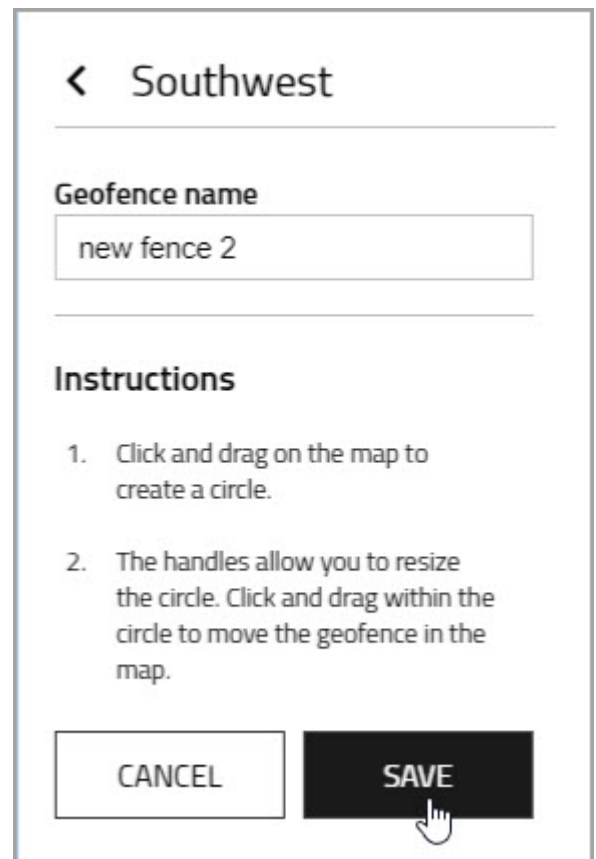 Southwest
Geofence name
new fence 2
Instructions
1. Click and drag on the map to
create a circle.
2. The handles allow you to resize
the circle. Click and drag within the
circle to move the geofence in the
map.
CANCEL SAVE